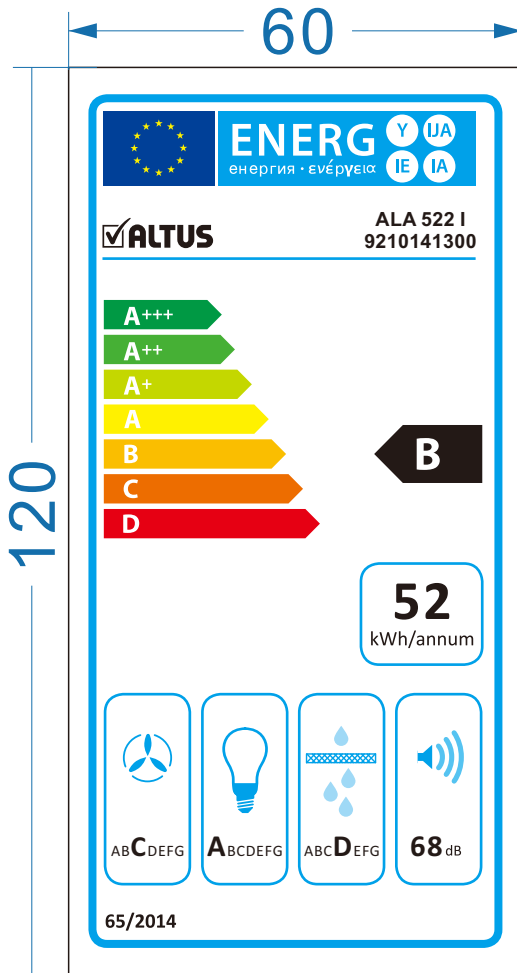 60
120
ENERG
Y IJA
IE IA
енергия · ενέργεια
ALTUS
ALA 522 I
9210141300
A+++
A++
A+
A
B
C
D
B
52
kWh/annum
ABCDEFG
ABCDEFG
ABCDEFG
68 dB
65/2014